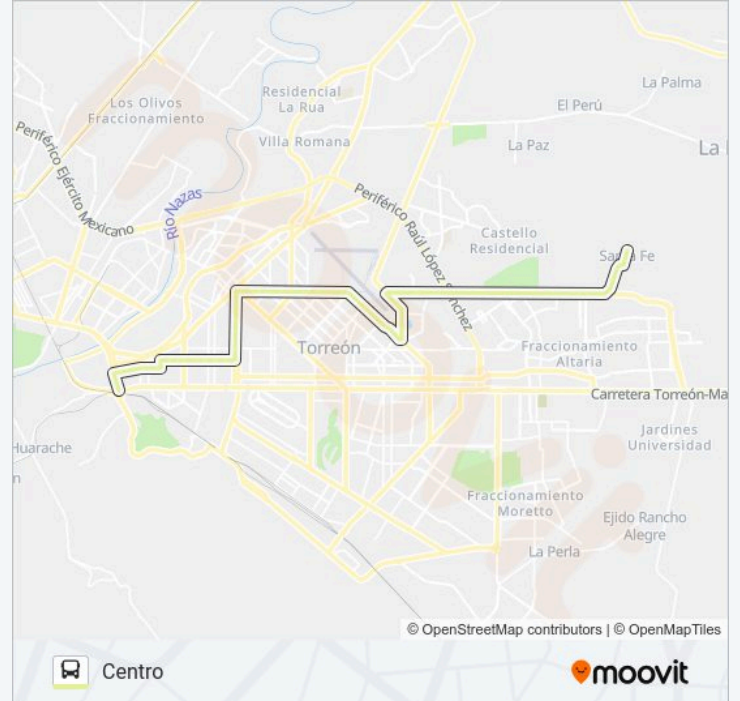 La Palma
Residencial
La Rua
El Perú
Los Olivos
Fraccionamiento
Villa Romana
La Paz
La
Periférico Ejército Mexicano
Río Nazas
Periférico Raúl López Sánchez
Castello
Residencial
Santa Fe
Torreón
Fraccionamiento
Altaria
Carretera Torreón-Ma
Huarache
n
Jardines
Universidad
Fraccionamiento
Moretto
Ejido Rancho
Alegre
La Perla
© OpenStreetMap contributors | © OpenMapTiles
Centro
moovit